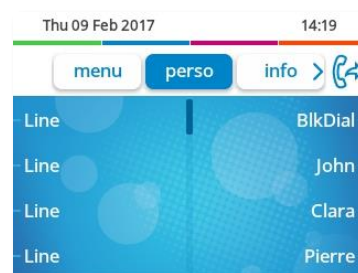 Thu 09 Feb 2017 14:19
menu perso info
Line BlkDial
Line John
Line Clara
Line Pierre